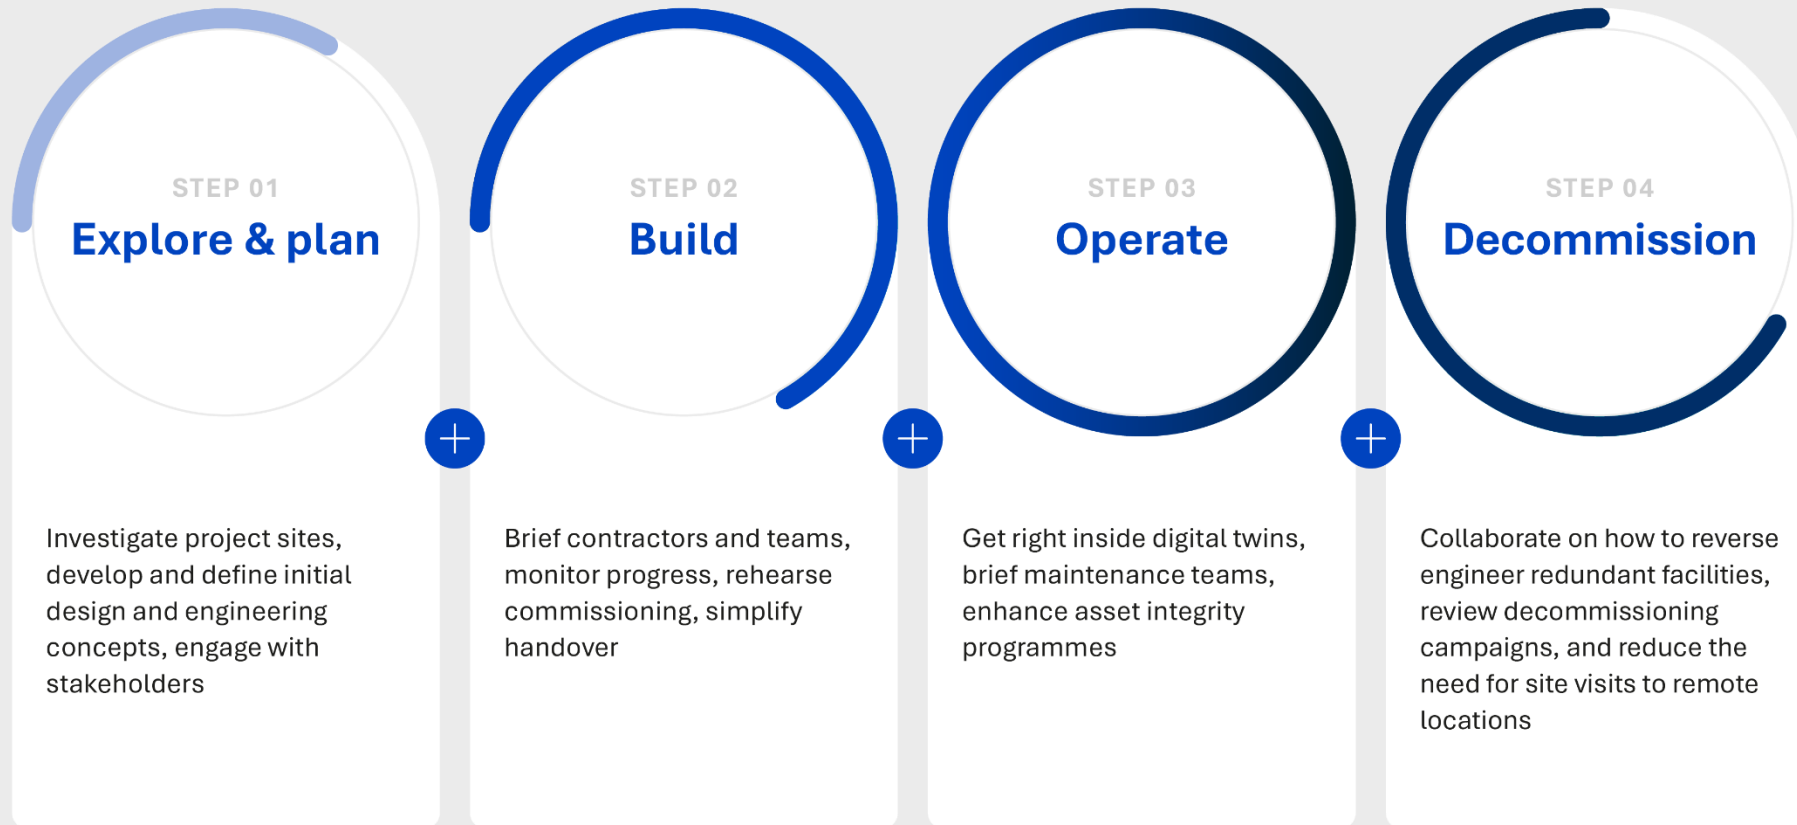 STEP 01
Explore & plan
Investigate project sites,
develop and define initial
design and engineering
concepts, engage with
stakeholders
STEP 02
Build
Brief contractors and teams,
monitor progress, rehearse
commissioning, simplify
handover
STEP 03
Operate
Get right inside digital twins,
brief maintenance teams,
enhance asset integrity
programmes
STEP 04
Decommission
Collaborate on how to reverse
engineer redundant facilities,
review decommissioning
campaigns, and reduce the
need for site visits to remote
locations